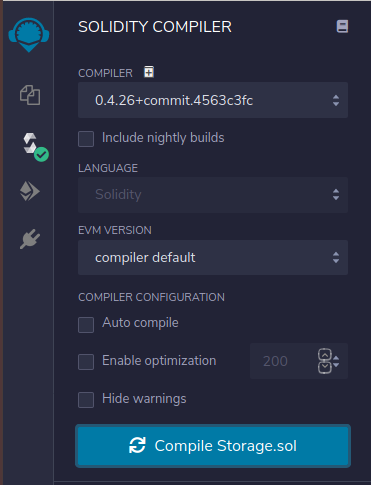 SOLIDITY COMPILER
COMPILER
0.4.26+commit.4563c3fc
Include nightly builds
LANGUAGE
Solidity
EVM VERSION
compiler default
COMPILER CONFIGURATION
Auto compile
Enable optimization 200
Hide warnings
Compile Storage.sol